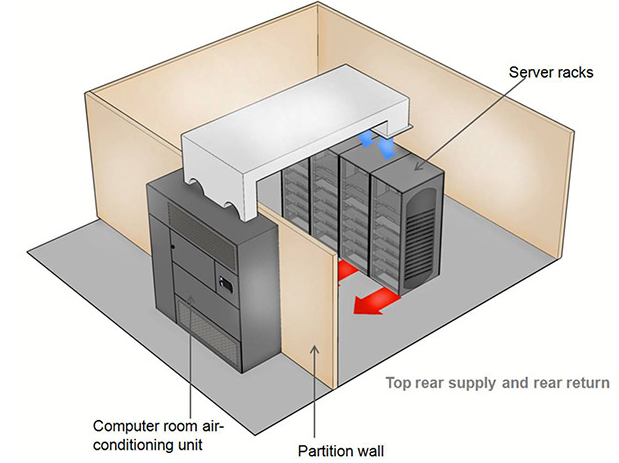 Server racks
Top rear supply and rear return
Computer room air-
conditioning unit
Partition wall